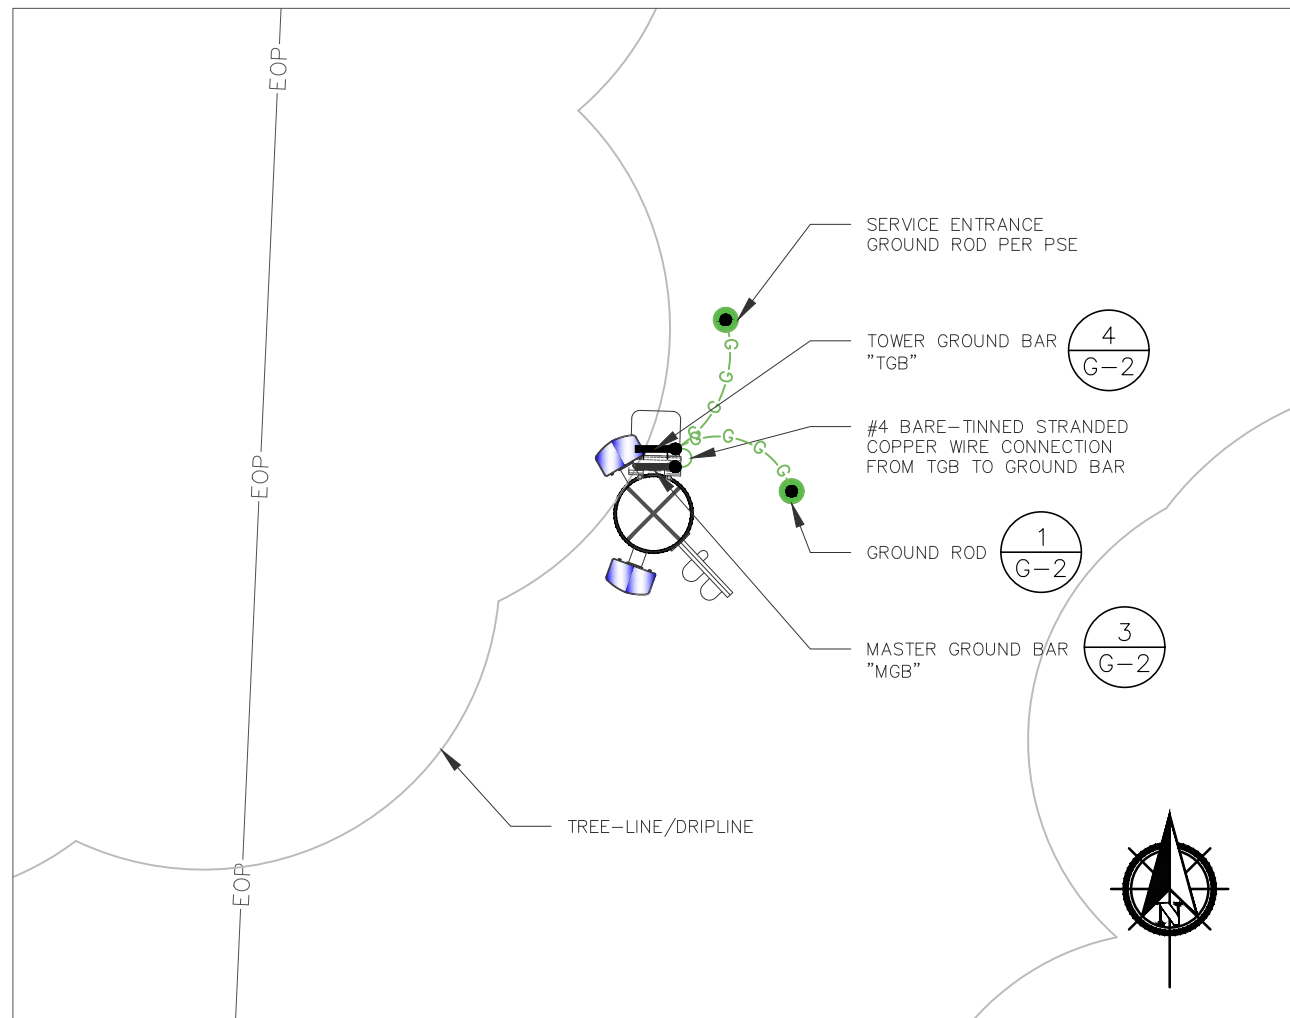 EOP
SERVICE ENTRANCE
GROUND ROD PER PSE
TOWER GROUND BAR
"TGB"
4
G-2
#4 BARE-TINNED STRANDED
COPPER WIRE CONNECTION
FROM TGB TO GROUND BAR
G
G
G
G
G
G
G
G
G
EOP
GROUND ROD
1
G-2
MASTER GROUND BAR
"MGB"
3
G-2
TREE-LINE/DRIPLINE
EOP
N